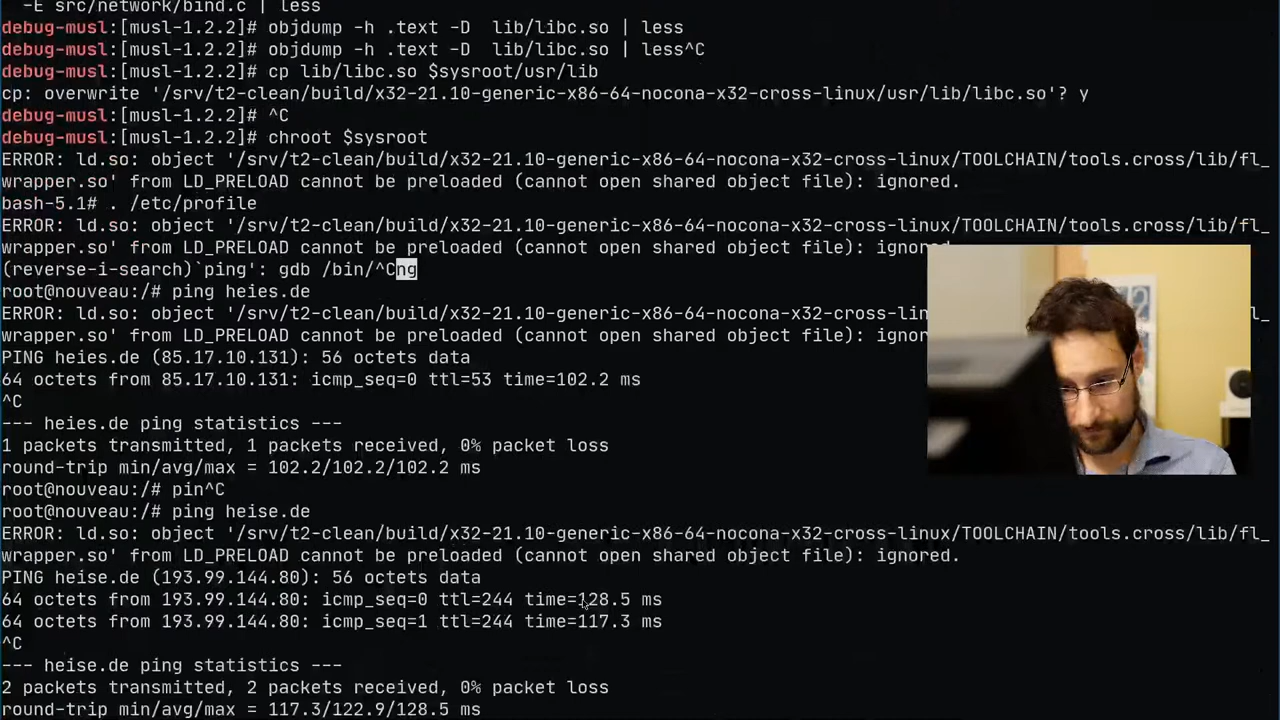 -E src/network/bind.c | less
debug-musl:[musl-1.2.2]# objdump -h .text -D  lib/libc.so | less
debug-musl:[musl-1.2.2]# objdump -h .text -D  lib/libc.so | less^C
debug-musl:[musl-1.2.2]# cp lib/libc.so $sysroot/usr/lib
cp: overwrite '/srv/t2-clean/build/x32-21.10-generic-x86-64-nocona-x32-cross-linux/usr/lib/libc.so'? y
debug-musl:[musl-1.2.2]# ^C
debug-musl:[musl-1.2.2]# chroot $sysroot
ERROR: ld.so: object '/srv/t2-clean/build/x32-21.10-generic-x86-64-nocona-x32-cross-linux/TOOLCHAIN/tools.cross/lib/fl_
wrapper.so' from LD_PRELOAD cannot be preloaded (cannot open shared object file): ignored.
bash-5.1# . /etc/profile
ERROR: ld.so: object '/srv/t2-clean/build/x32-21.10-generic-x86-64-nocona-x32-cross-linux/TOOLCHAIN/tools.cross/lib/fl_
wrapper.so' from LD_PRELOAD cannot be preloaded (cannot open shared object file): ignored
(reverse-i-search)`ping': gdb /bin/^Cng
root@nouveau:/# ping heies.de
ERROR: ld.so: object '/srv/t2-clean/build/x32-21.10-generic-x86-64-nocona-x32-cross-lin
wrapper.so' from LD_PRELOAD cannot be preloaded (cannot open shared object file): ignor
PING heies.de (85.17.10.131): 56 octets data
64 octets from 85.17.10.131: icmp_seq=0 ttl=53 time=102.2 ms
^C
--- heies.de ping statistics ---
1 packets transmitted, 1 packets received, 0% packet loss
round-trip min/avg/max = 102.2/102.2/102.2 ms
root@nouveau:/# pin^C
root@nouveau:/# ping heise.de
ERROR: ld.so: object '/srv/t2-clean/build/x32-21.10-generic-x86-64-nocona-x32-cross-linux/TOOLCHAIN/tools.cross/lib/fl_
wrapper.so' from LD_PRELOAD cannot be preloaded (cannot open shared object file): ignored.
PING heise.de (193.99.144.80): 56 octets data
64 octets from 193.99.144.80: icmp_seq=0 ttl=244 time=128.5 ms
64 octets from 193.99.144.80: icmp_seq=1 ttl=244 time=117.3 ms
^C
--- heise.de ping statistics ---
2 packets transmitted, 2 packets received, 0% packet loss
round-trip min/avg/max = 117.3/122.9/128.5 ms